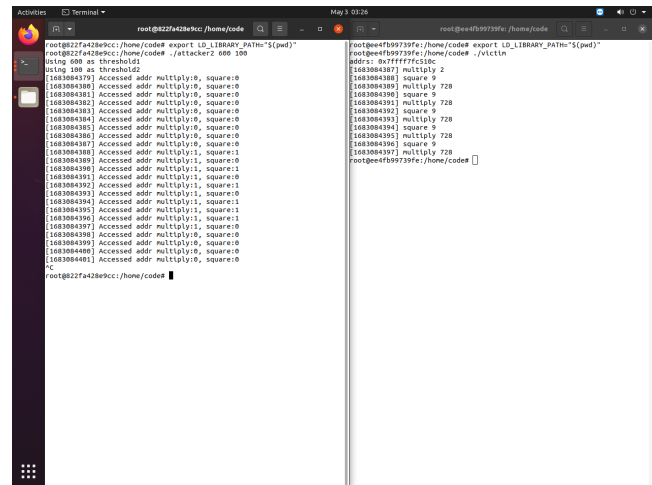 Activities Terminal May 3 03:26
root@822fa428e9cc: /home/code
root@822fa428e9cc:/home/code# export LD_LIBRARY_PATH="$(pwd)"
root@822fa428e9cc:/home/code# ./attacker2 600 100
Using 600 as threshold1
Using 100 as threshold2
[1683084379] Accessed addr multiply:0, square:0
[1683084380] Accessed addr multiply:0, square:0
[1683084381] Accessed addr multiply:0, square:0
[1683084382] Accessed addr multiply:0, square:0
[1683084383] Accessed addr multiply:0, square:0
[1683084384] Accessed addr multiply:0, square:0
[1683084385] Accessed addr multiply:0, square:0
[1683084386] Accessed addr multiply:0, square:0
[1683084387] Accessed addr multiply:0, square:0
[1683084388] Accessed addr multiply:1, square:1
[1683084389] Accessed addr multiply:1, square:0
[1683084390] Accessed addr multiply:1, square:1
[1683084391] Accessed addr multiply:1, square:0
[1683084392] Accessed addr multiply:1, square:1
[1683084393] Accessed addr multiply:1, square:0
[1683084394] Accessed addr multiply:1, square:1
[1683084395] Accessed addr multiply:1, square:1
[1683084396] Accessed addr multiply:1, square:1
[1683084397] Accessed addr multiply:1, square:0
[1683084398] Accessed addr multiply:0, square:0
[1683084399] Accessed addr multiply:0, square:0
[1683084400] Accessed addr multiply:0, square:0
[1683084401] Accessed addr multiply:0, square:0
^C
root@822fa428e9cc:/home/code#
root@ee4fb99739fe: /home/code
root@ee4fb99739fe:/home/code# export LD_LIBRARY_PATH="$(pwd)"
root@ee4fb99739fe:/home/code# ./victim
addrs: 0x7ffff7fc510c
[1683084387] multiply 2
[1683084388] square 9
[1683084389] multiply 728
[1683084390] square 9
[1683084391] multiply 728
[1683084392] square 9
[1683084393] multiply 728
[1683084394] square 9
[1683084395] multiply 728
[1683084396] square 9
[1683084397] multiply 728
root@ee4fb99739fe:/home/code#